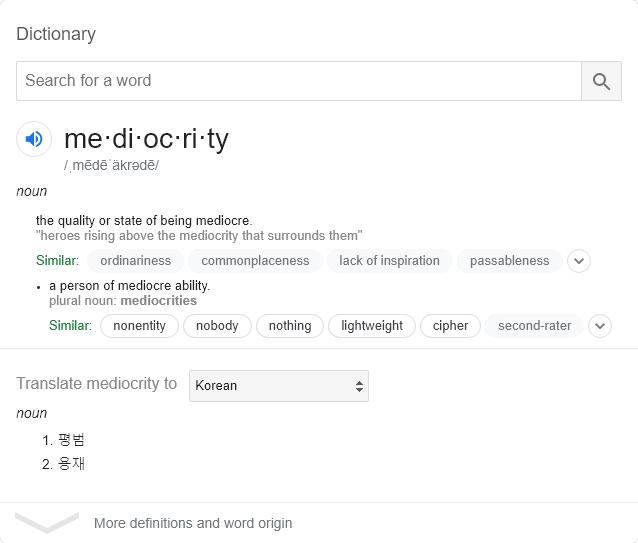 Dictionary
Search for a word
me·di·oc·ri·ty
/ˌmēdēˈäkrədē/
noun
the quality or state of being mediocre.
"heroes rising above the mediocrity that surrounds them"
Similar: ordinariness commonplaceness lack of inspiration passableness
• a person of mediocre ability.
plural noun: mediocrities
Similar: nonentity nobody nothing lightweight cipher second-rater
Translate mediocrity to Korean
noun
1. 평범
2. 용재
More definitions and word origin